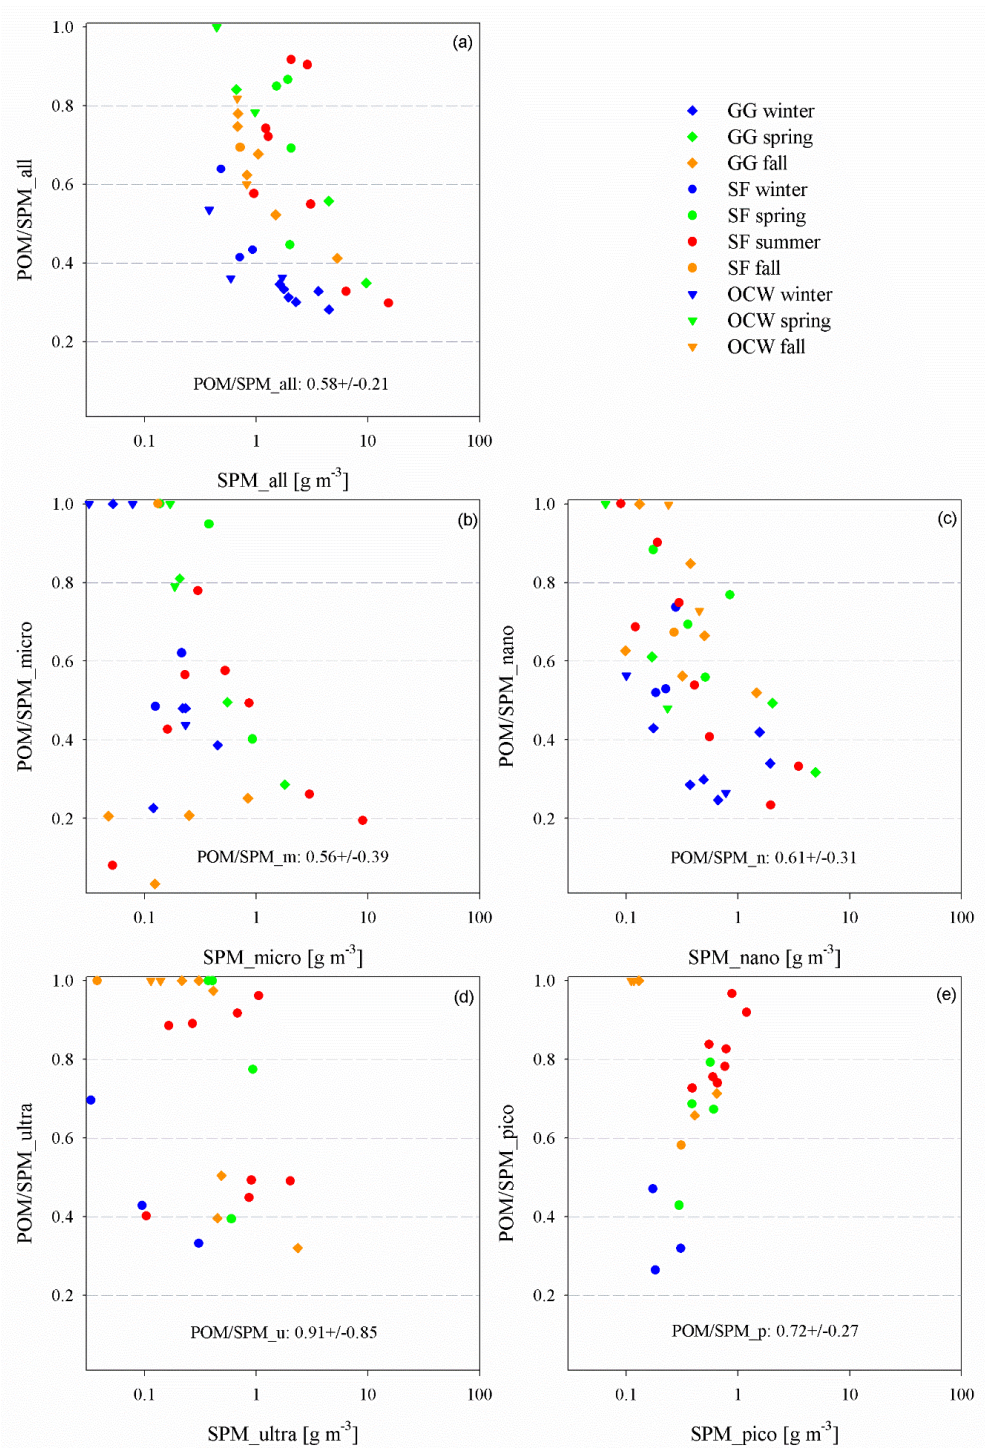 (a)
1.0
0.8
0.6
0.4
0.2
POM/SPM_all
POM/SPM_all: 0.58+/-0.21
0.1 1 10 100
SPM_all [g m-3]
GG winter
GG spring
GG fall
SF winter
SF spring
SF summer
SF fall
OCW winter
OCW spring
OCW fall
(b)
1.0
0.8
0.6
0.4
0.2
POM/SPM_micro
POM/SPM_m: 0.56+/-0.39
0.1 1 10 100
SPM_micro [g m-3]
(c)
1.0
0.8
0.6
0.4
0.2
POM/SPM_nano
POM/SPM_n: 0.61+/-0.31
0.1 1 10 100
SPM_nano [g m-3]
(d)
1.0
0.8
0.6
0.4
0.2
POM/SPM_ultra
POM/SPM_u: 0.91+/-0.85
0.1 1 10 100
SPM_ultra [g m-3]
(e)
1.0
0.8
0.6
0.4
0.2
POM/SPM_pico
POM/SPM_p: 0.72+/-0.27
0.1 1 10 100
SPM_pico [g m-3]